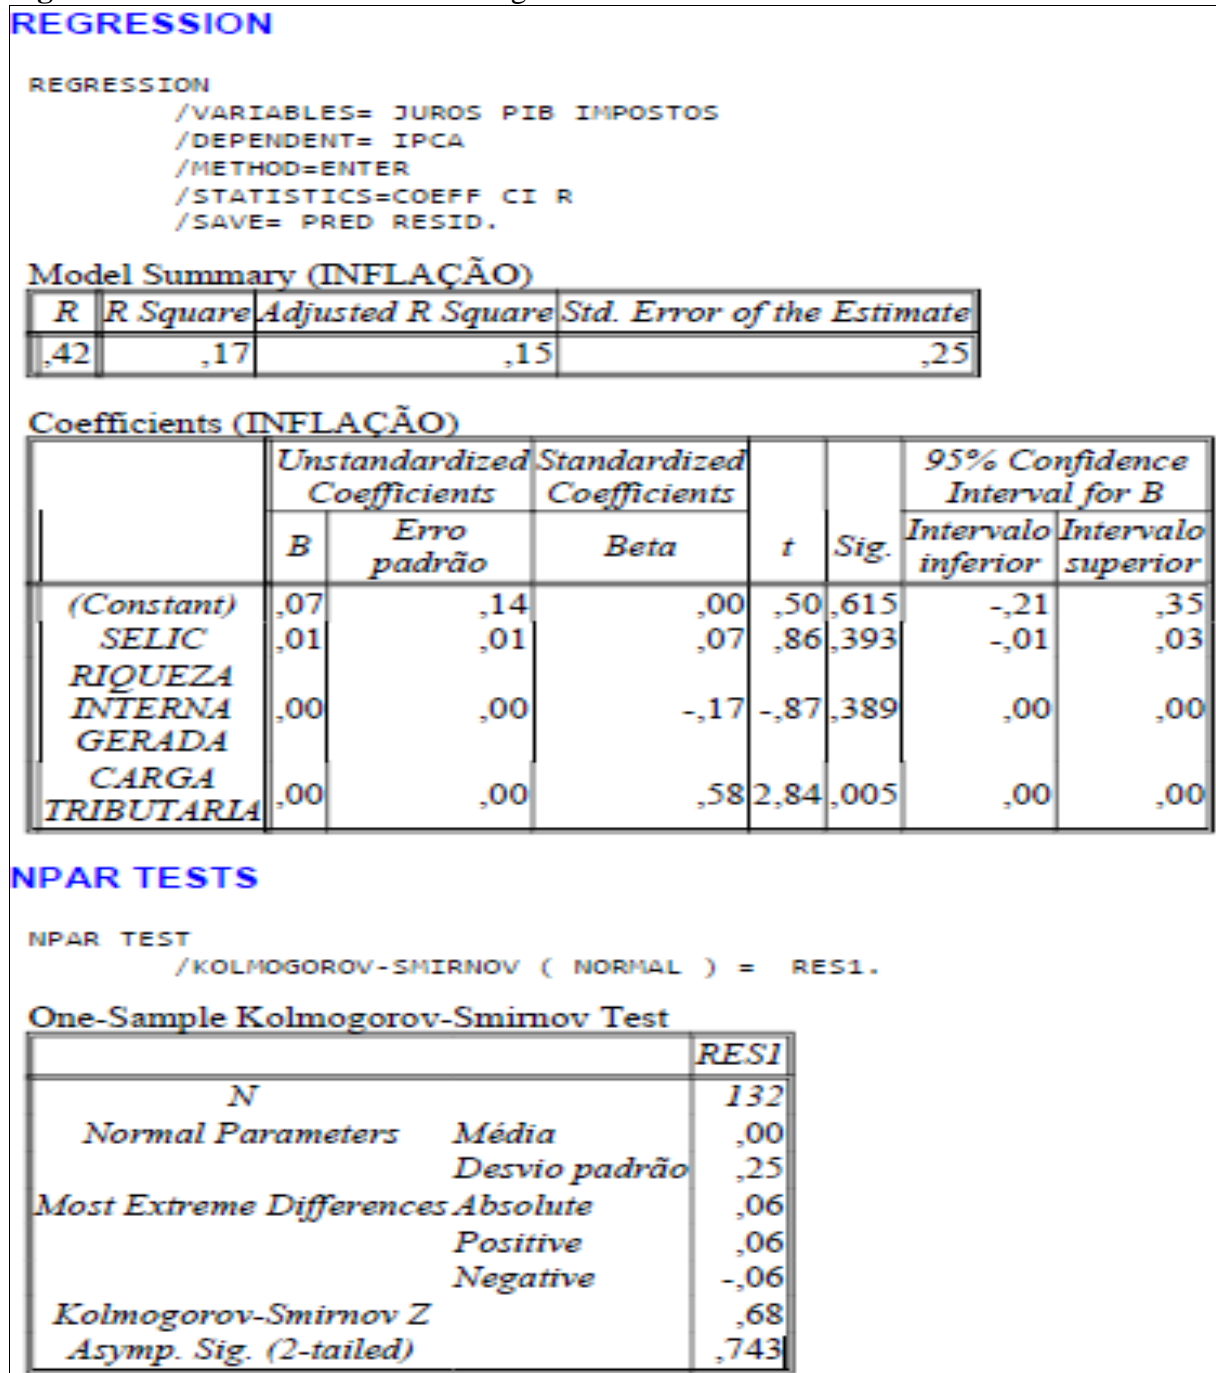 REGRESSION
REGRESSION
/VARIABLES= JUROS PIB IMPOSTOS
/DEPENDENT= IPCA
/METHOD=ENTER
/STATISTICS=COEFF CI R
/SAVE= PRED RESID.
Model Summary (INFLAÇÃO)
R R Square Adjusted R Square Std. Error of the Estimate
,42 ,17 ,15 ,25
Coefficients (INFLAÇÃO)
Unstandardized Standardized 95% Confidence
Coefficients Coefficients Interval for B
B Erro padrão Beta t Sig. Intervalo inferior Intervalo superior
(Constant) ,07 ,14 ,00 ,50 ,615 -,21 ,35
SELIC ,01 ,01 ,07 ,86 ,393 -,01 ,03
RIQUEZA
INTERNA ,00 ,00 -,17 -,87 ,389 ,00 ,00
GERADA
CARGA
TRIBUTARIA ,00 ,00 ,58 2,84 ,005 ,00 ,00
NPAR TESTS
NPAR TEST
/KOLMOGOROV-SMIRNOV ( NORMAL ) = RES1.
One-Sample Kolmogorov-Smirnov Test
RES1
N 132
Normal Parameters Média ,00
Desvio padrão ,25
Most Extreme Differences Absolute ,06
Positive ,06
Negative -,06
Kolmogorov-Smirnov Z ,68
Asymp. Sig. (2-tailed) ,743